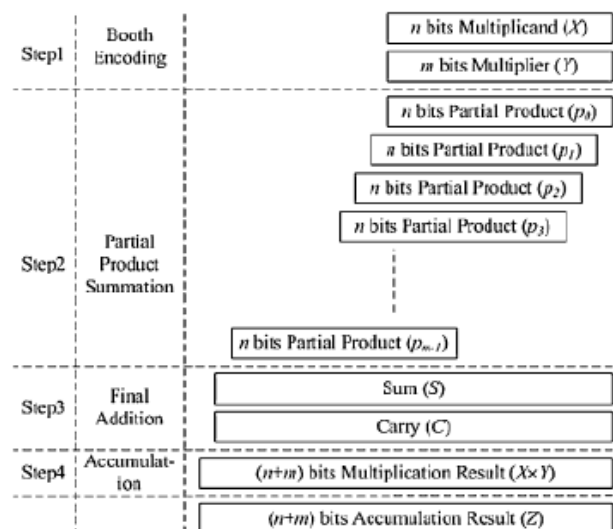 Step1
Booth
Encoding
n bits Multiplicand (X)
m bits Multiplier (Y)
Step2
Partial
Product
Summation
n bits Partial Product (p0)
n bits Partial Product (p1)
n bits Partial Product (p2)
n bits Partial Product (p3)
n bits Partial Product (pm-1)
Step3
Final
Addition
Sum (S)
Carry (C)
Step4
Accumulat-
ion
(n+m) bits Multiplication Result (X×Y)
(n+m) bits Accumulation Result (Z)